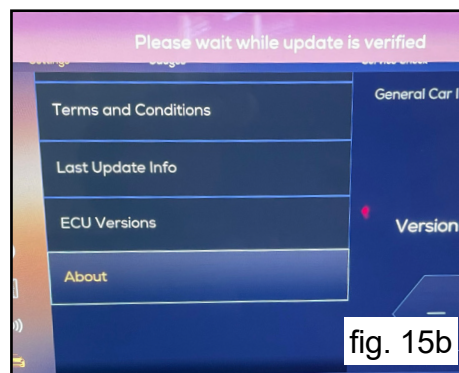 Please wait while update is verified
General Car I
Terms and Conditions
Last Update Info
ECU Versions
Version
About
fig. 15b